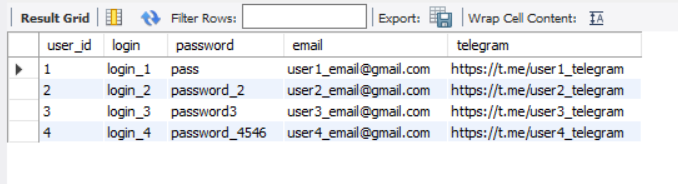 Result Grid Filter Rows: Export: Wrap Cell Content: IA
user_id login password email telegram
1 login_1 pass user1_email@gmail.com https://t.me/user1_telegram
2 login_2 password_2 user2_email@gmail.com https://t.me/user2_telegram
3 login_3 password3 user3_email@gmail.com https://t.me/user3_telegram
4 login_4 password_4546 user4_email@gmail.com https://t.me/user4_telegram